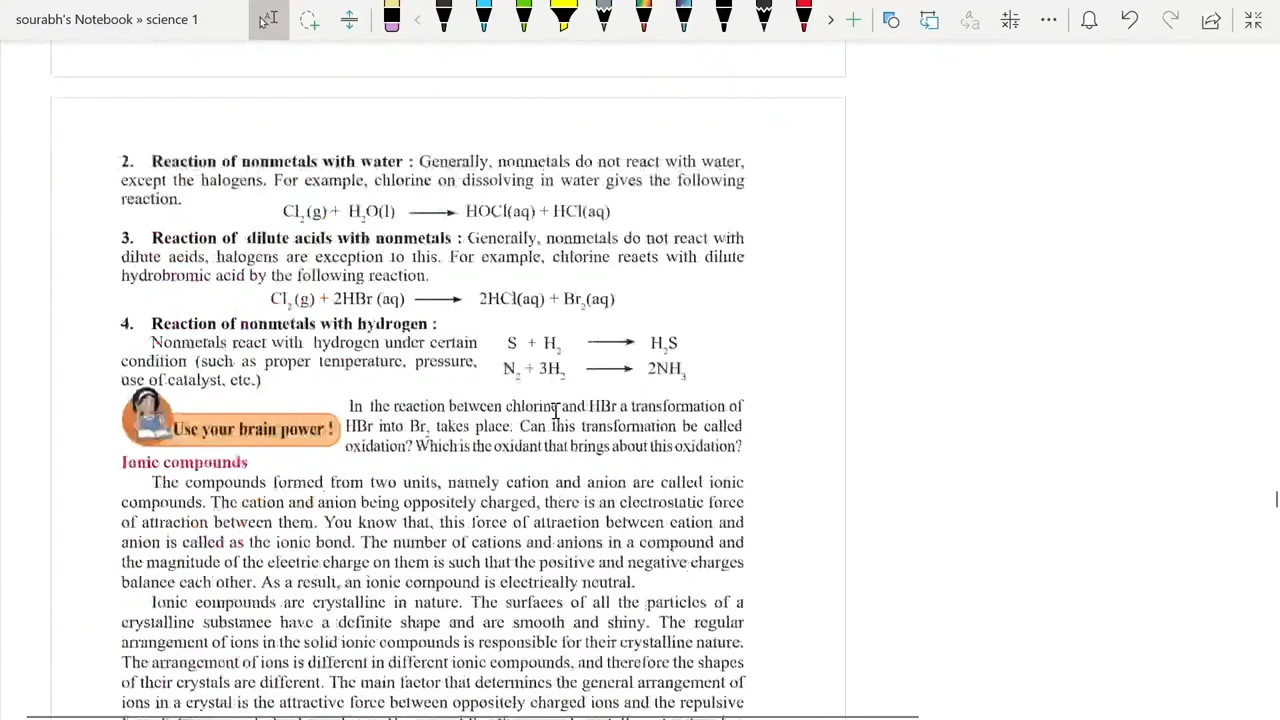 sourabh's Notebook » science 1
2. Reaction of nonmetals with water : Generally, nonmetals do not react with water,
except the halogens. For example, chlorine on dissolving in water gives the following
reaction.
Cl₂(g) + H₂O(l) ⟶ HOCl(aq) + HCl(aq)
3. Reaction of dilute acids with nonmetals : Generally, nonmetals do not react with
dilute acids, halogens are exception to this. For example, chlorine reacts with dilute
hydrobromic acid by the following reaction.
Cl₂(g) + 2HBr (aq) ⟶ 2HCl(aq) + Br₂(aq)
4. Reaction of nonmetals with hydrogen :
Nonmetals react with hydrogen under certain
condition (such as proper temperature, pressure,
use of catalyst, etc.)
S + H₂ ⟶ H₂S
N₂ + 3H₂ ⟶ 2NH₃
Use your brain power !
In the reaction between chlorine and HBr a transformation of
HBr into Br₂ takes place. Can this transformation be called
oxidation? Which is the oxidant that brings about this oxidation?
Ionic compounds
The compounds formed from two units, namely cation and anion are called ionic
compounds. The cation and anion being oppositely charged, there is an electrostatic force
of attraction between them. You know that, this force of attraction between cation and
anion is called as the ionic bond. The number of cations and anions in a compound and
the magnitude of the electric charge on them is such that the positive and negative charges
balance each other. As a result, an ionic compound is electrically neutral.
Ionic compounds are crystalline in nature. The surfaces of all the particles of a
crystalline substance have a definite shape and are smooth and shiny. The regular
arrangement of ions in the solid ionic compounds is responsible for their crystalline nature.
The arrangement of ions is different in different ionic compounds, and therefore the shapes
of their crystals are different. The main factor that determines the general arrangement of
ions in a crystal is the attractive force between oppositely charged ions and the repulsive